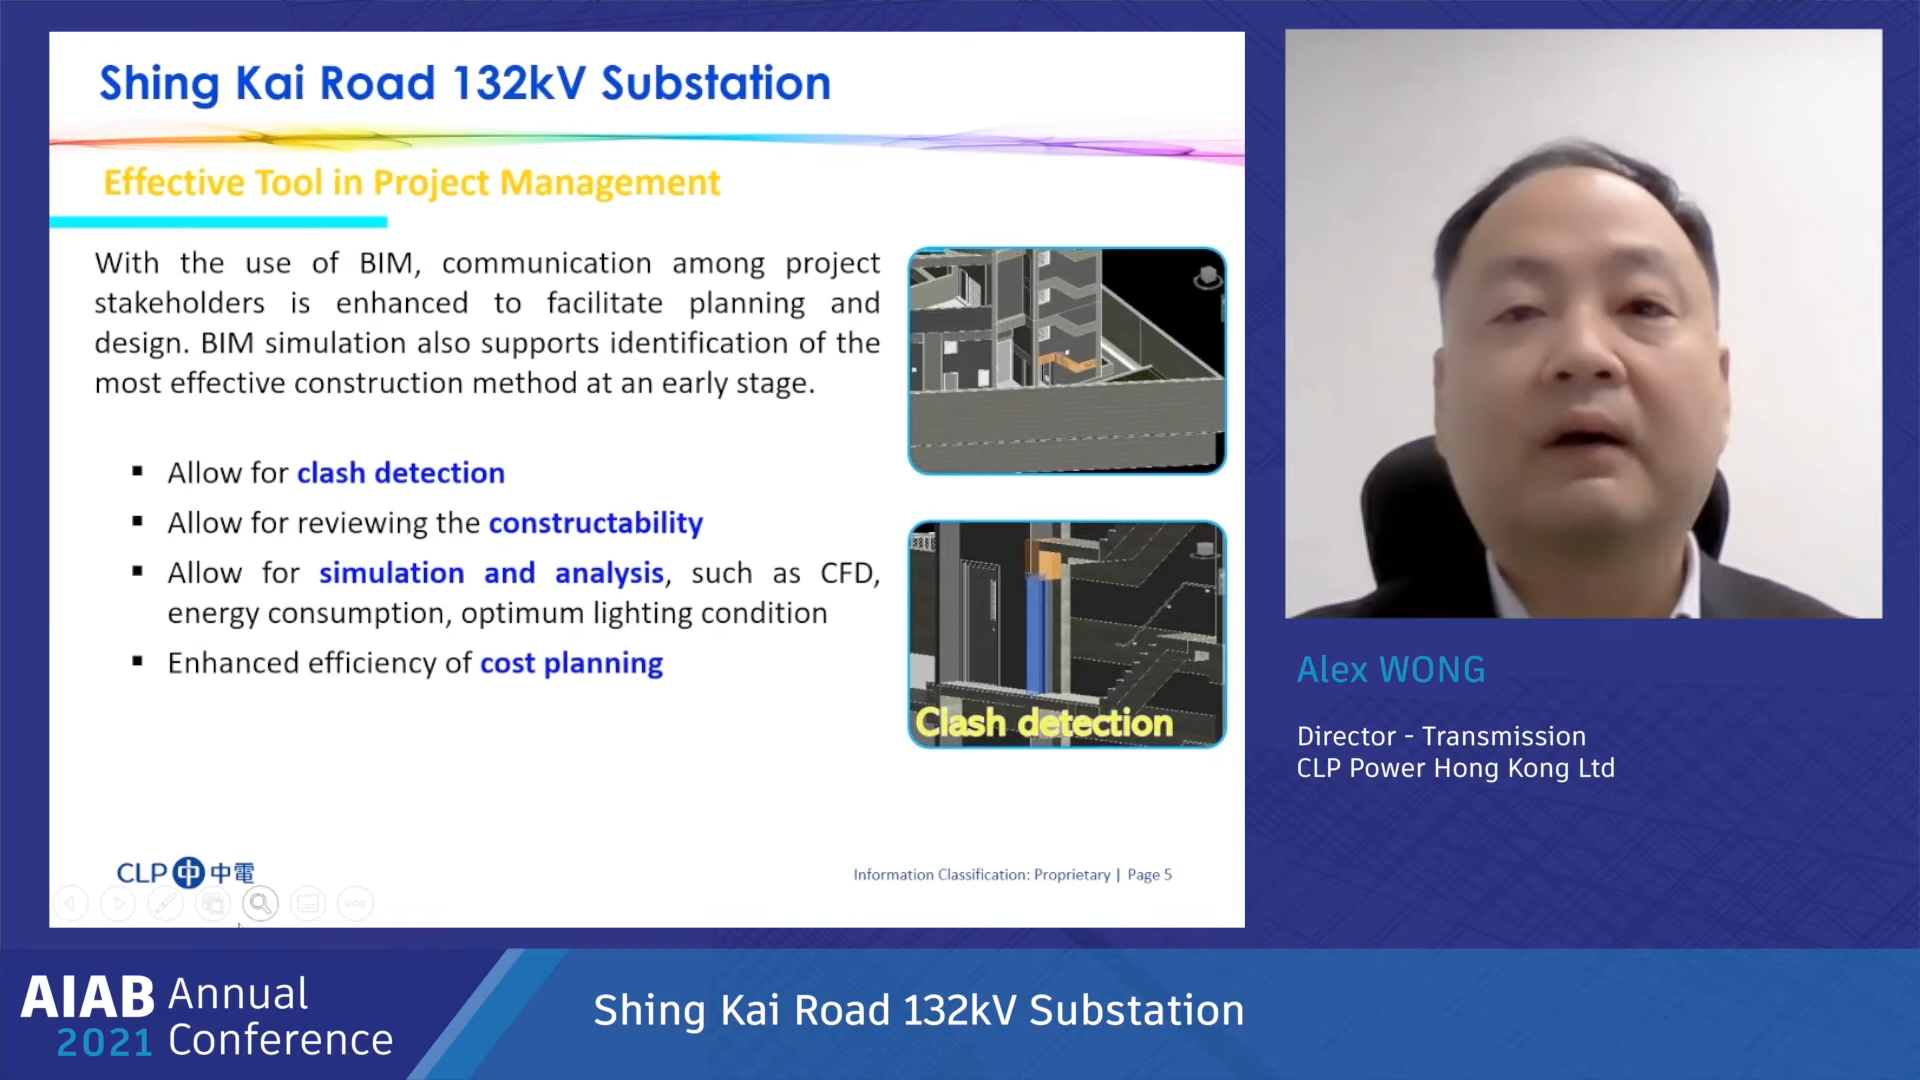 Shing Kai Road 132kV Substation
Effective Tool in Project Management
With the use of BIM, communication among project
stakeholders is enhanced to facilitate planning and
design. BIM simulation also supports identification of the
most effective construction method at an early stage.
▪ Allow for clash detection
▪ Allow for reviewing the constructability
▪ Allow for simulation and analysis, such as CFD,
energy consumption, optimum lighting condition
▪ Enhanced efficiency of cost planning
Clash detection
CLP 中電
Information Classification: Proprietary | Page 5
Alex WONG
Director - Transmission
CLP Power Hong Kong Ltd
AIAB Annual
2021 Conference
Shing Kai Road 132kV Substation